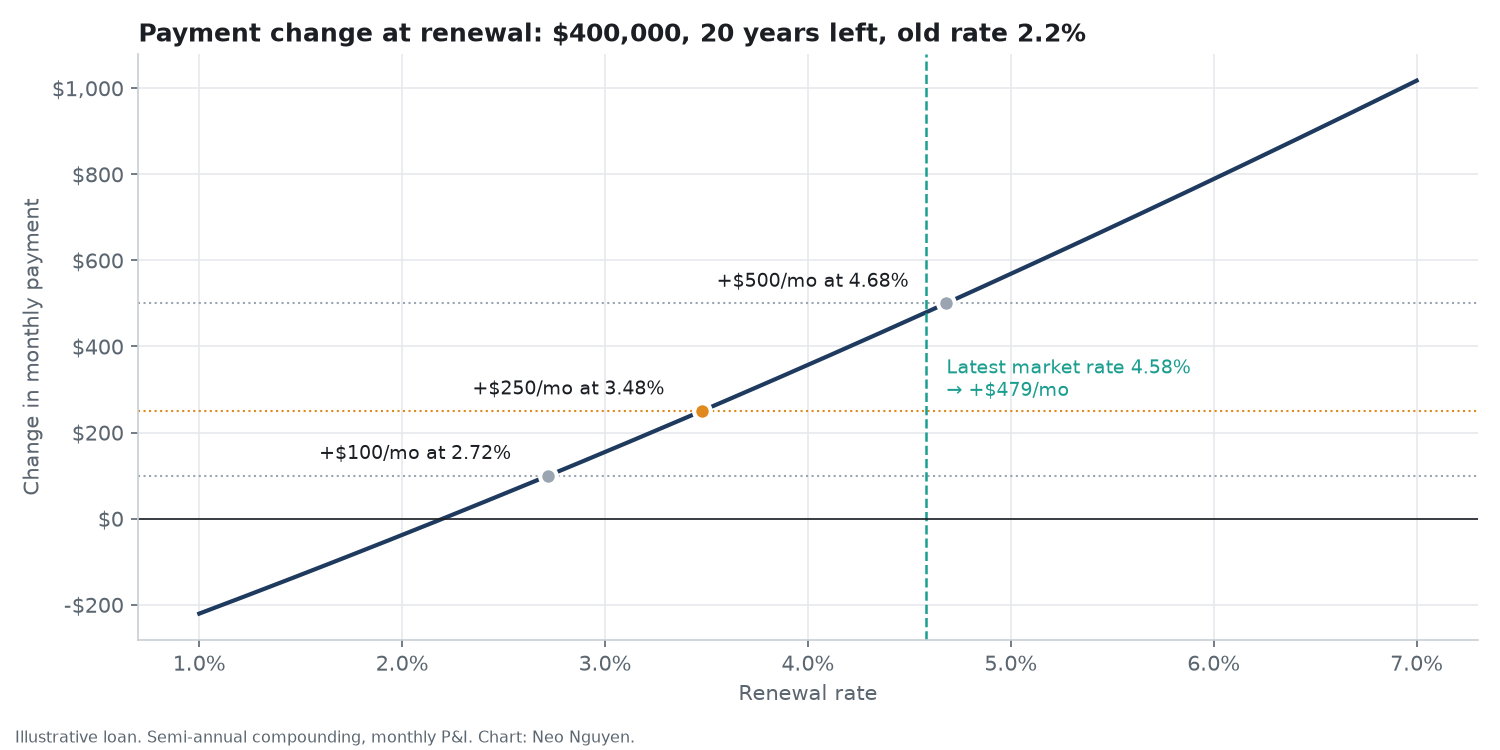 Payment change at renewal: $400,000, 20 years left, old rate 2.2%
Change in monthly payment
$1,000
$800
$600
$400
$200
$0
-$200
+$500/mo at 4.68%
Latest market rate 4.58%
→ +$479/mo
+$250/mo at 3.48%
+$100/mo at 2.72%
1.0%
2.0%
3.0%
4.0%
5.0%
6.0%
7.0%
Renewal rate
Illustrative loan. Semi-annual compounding, monthly P&I. Chart: Neo Nguyen.